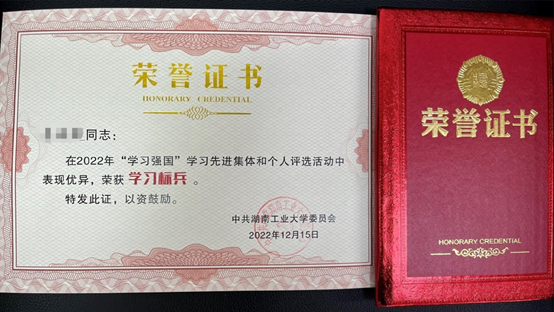 荣誉证书
HONORARY CREDENTIAL
同志：
在2022年“学习强国”学习先进集体和个人评选活动中
表现优异，荣获 学习标兵 。
特发此证，以资鼓励。
中共湖南工业大学委员会
2022年12月15日
荣誉证书
HONORARY CREDENTIAL